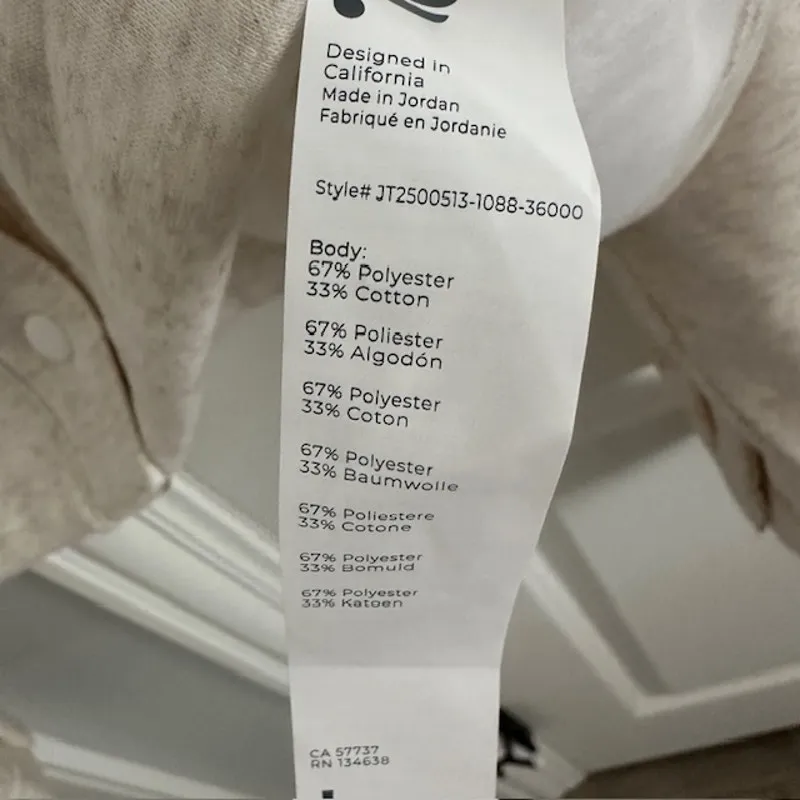 Designed in
California
Made in Jordan
Fabriqué en Jordanie
Style# JT2500513-1088-36000
Body:
67% Polyester
33% Cotton
67% Poliéster
33% Algodón
67% Polyester
33% Coton
67% Polyester
33% Baumwolle
67% Poliestere
33% Cotone
67% Polyester
33% Bomuld
67% Polyester
33% Katoen
CA 57737
RN 134638